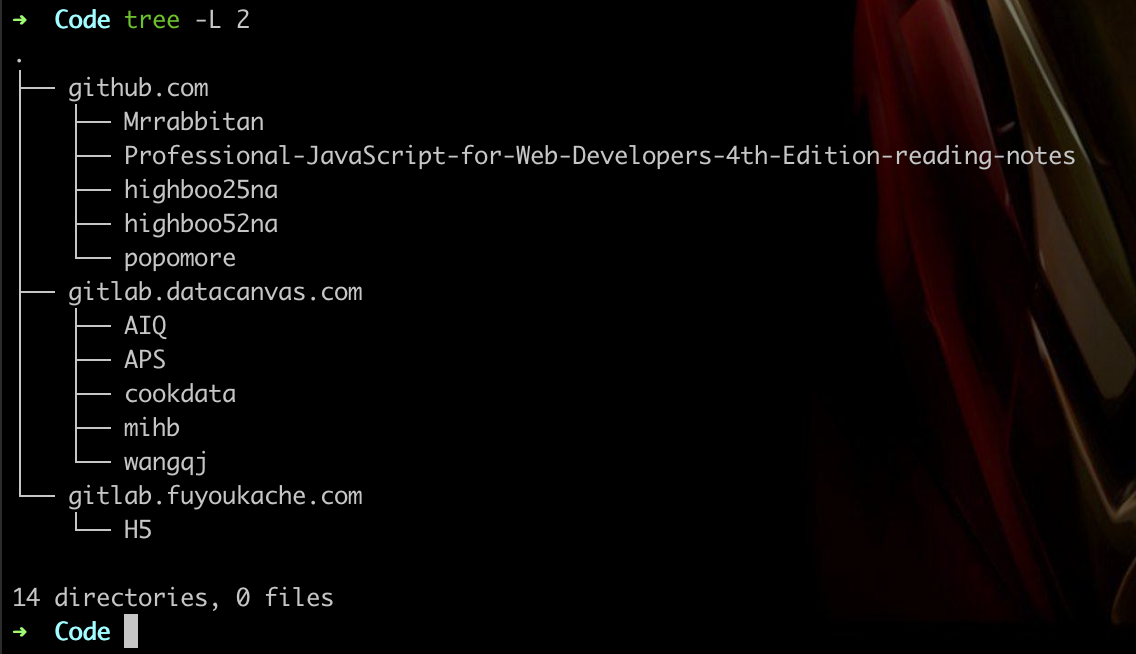 ➜  Code tree -L 2
.
├── github.com
│   ├── Mrrabbitan
│   ├── Professional-JavaScript-for-Web-Developers-4th-Edition-reading-notes
│   ├── highboo25na
│   ├── highboo52na
│   └── popomore
├── gitlab.datacanvas.com
│   ├── AIQ
│   ├── APS
│   ├── cookdata
│   ├── mihb
│   └── wangqj
└── gitlab.fuyoukache.com
    └── H5

14 directories, 0 files
➜  Code